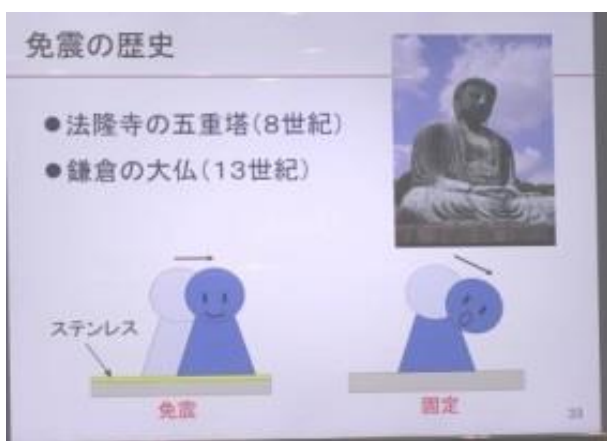 免震の歴史
●法隆寺の五重塔(8世紀)
●鎌倉の大仏(13世紀)
ステンレス
免震
固定